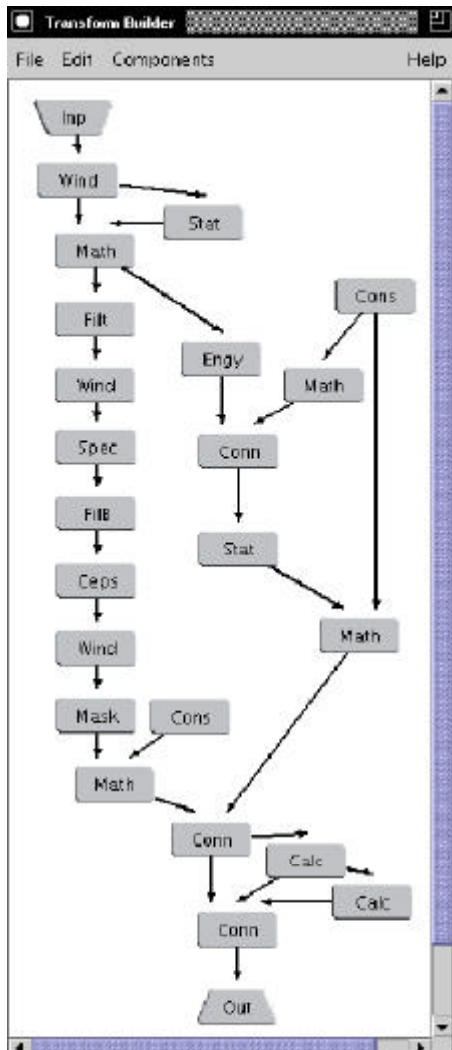 Transform Builder
File Edit Components Help
Inp
Wind
Stat
Math
Cons
Filt
Engy
Math
Wind
Spec
Conn
FilB
Stat
Ceps
Math
Wind
Mask
Cons
Math
Conn
Calc
Calc
Conn
Out